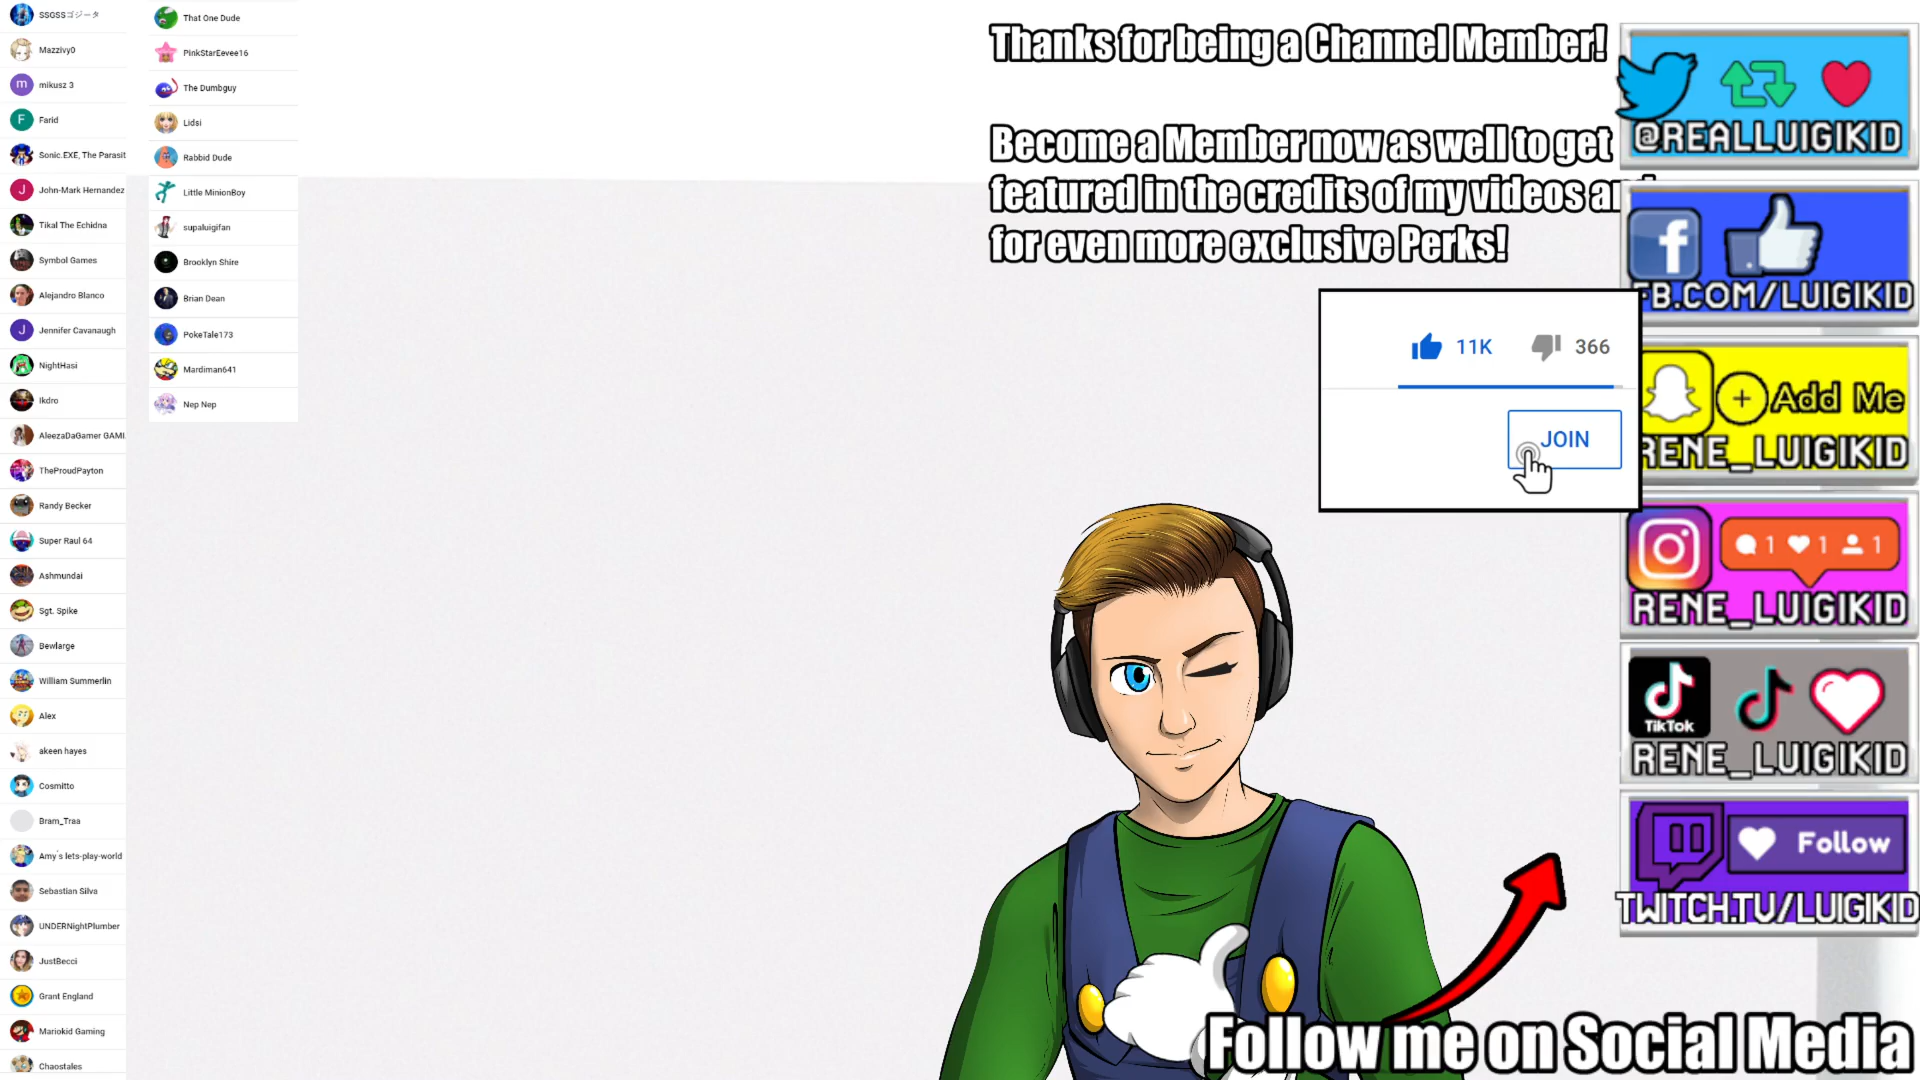 SSGSSゴジータ
Mazzivy0
m mikusz 3
F Farid
Sonic.EXE, The Parasit
J John-Mark Hernandez
Tikal The Echidna
Symbol Games
Alejandro Blanco
J Jennifer Cavanaugh
NightHasi
Ikdro
AleezaDaGamer GAMI
TheProudPayton
Randy Becker
Super Raul 64
Ashmundai
Sgt. Spike
Bewlarge
William Summerlin
Alex
akeen hayes
Cosmitto
Bram_Traa
Amy´s lets-play-world
Sebastian Silva
UNDERNightPlumber
JustBecci
Grant England
Mariokid Gaming
Chaostales
That One Dude
PinkStarEevee16
The Dumbguy
Lidsi
Rabbid Dude
Little MinionBoy
supaluigifan
Brooklyn Shire
Brian Dean
PokeTale173
Mardiman641
Nep Nep
Thanks for being a Channel Member!
Become a Member now as well to get
featured in the credits of my videos an
for even more exclusive Perks!
11K 366
JOIN
@REALLUIGIKID
FB.COM/LUIGIKID
Add Me
RENE_LUIGIKID
1 1 1
RENE_LUIGIKID
TikTok
RENE_LUIGIKID
Follow
TWITCH.TV/LUIGIKID
Follow me on Social Media